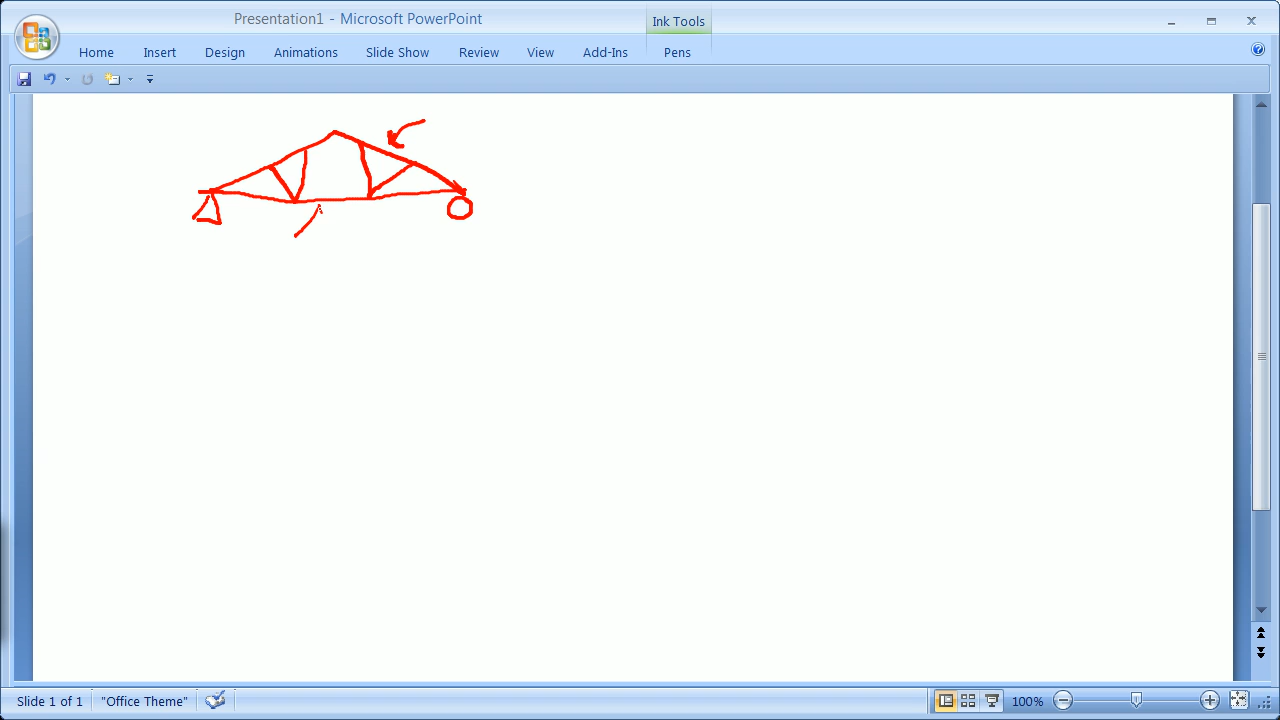 Presentation1 - Microsoft PowerPoint
Ink Tools
Home Insert Design Animations Slide Show Review View Add-Ins Pens
Slide 1 of 1 "Office Theme" 100%